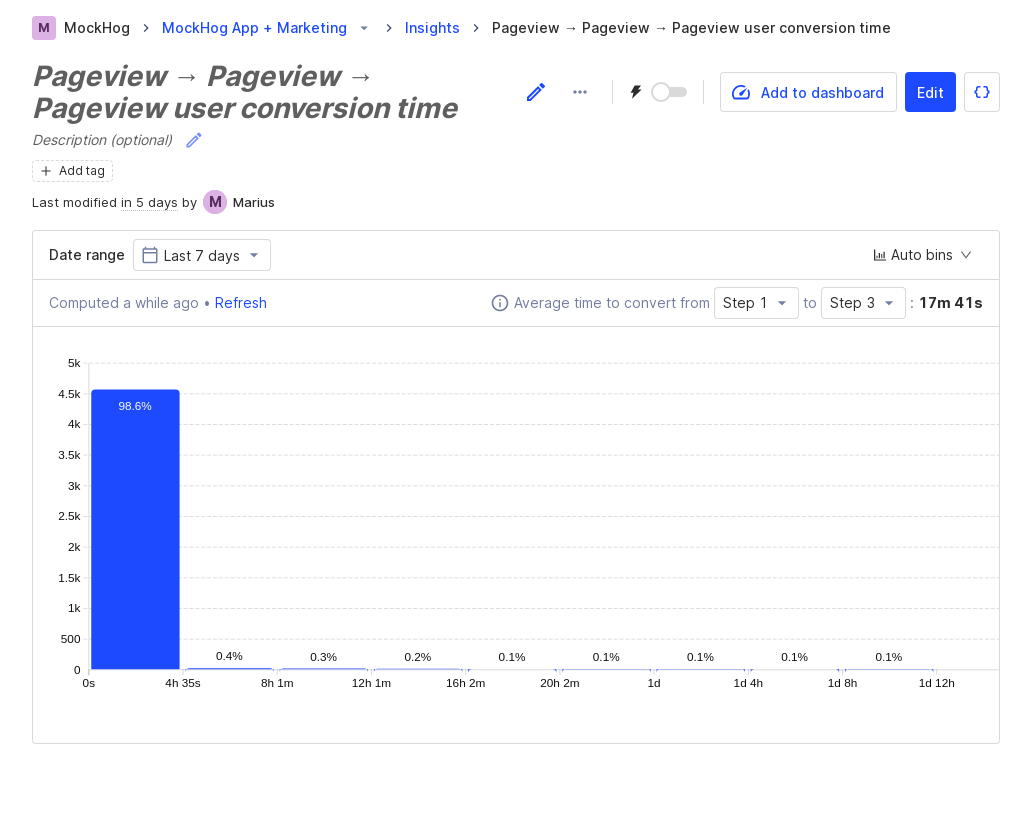 M MockHog MockHog App + Marketing Insights Pageview → Pageview → Pageview user conversion time
Pageview → Pageview →
Pageview user conversion time
Add to dashboard Edit
Description (optional)
Add tag
Last modified in 5 days by M Marius
Date range Last 7 days Auto bins
Computed a while ago • Refresh Average time to convert from Step 1 to Step 3 : 17m 41s
5k
4.5k
98.6%
4k
3.5k
3k
2.5k
2k
1.5k
1k
500
0.4% 0.3% 0.2% 0.1% 0.1% 0.1% 0.1% 0.1%
0
0s 4h 35s 8h 1m 12h 1m 16h 2m 20h 2m 1d 1d 4h 1d 8h 1d 12h